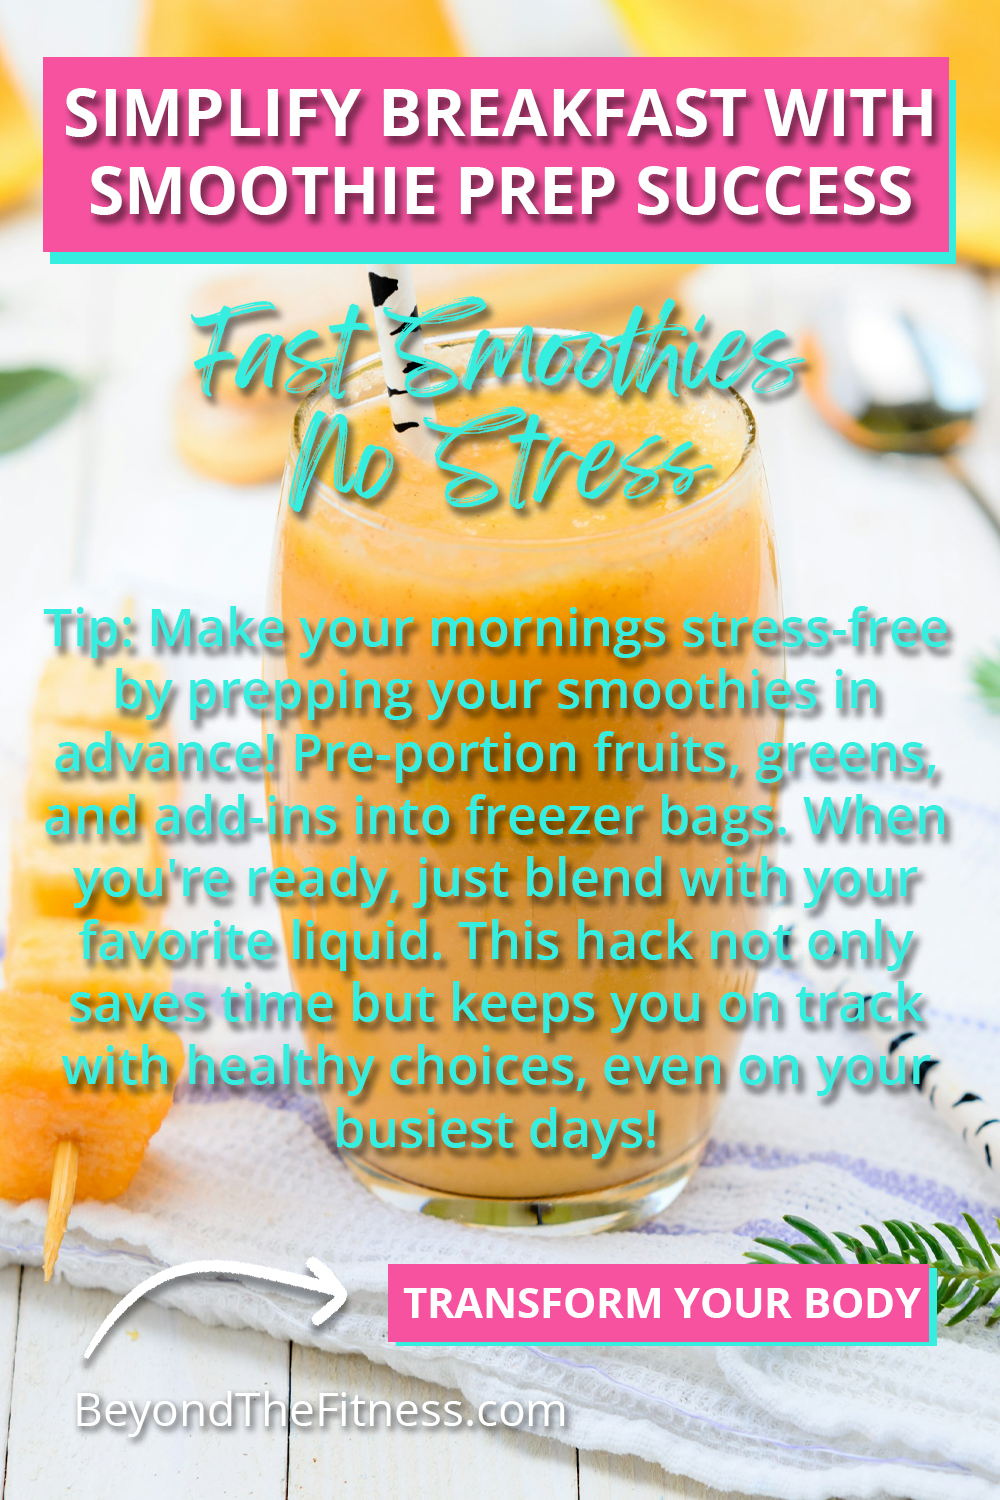 SIMPLIFY BREAKFAST WITH
SMOOTHIE PREP SUCCESS
Fast Smoothies
No Stress
Tip: Make your mornings stress-free
by prepping your smoothies in
advance! Pre-portion fruits, greens,
and add-ins into freezer bags. When
you're ready, just blend with your
favorite liquid. This hack not only
saves time but keeps you on track
with healthy choices, even on your
busiest days!
TRANSFORM YOUR BODY
BeyondTheFitness.com